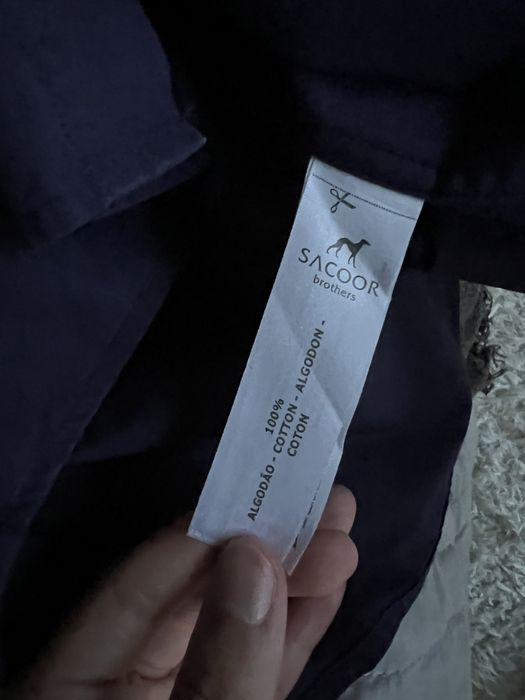 SACOOR
brothers
100%
ALGODÃO - COTTON - ALGODON -
COTON